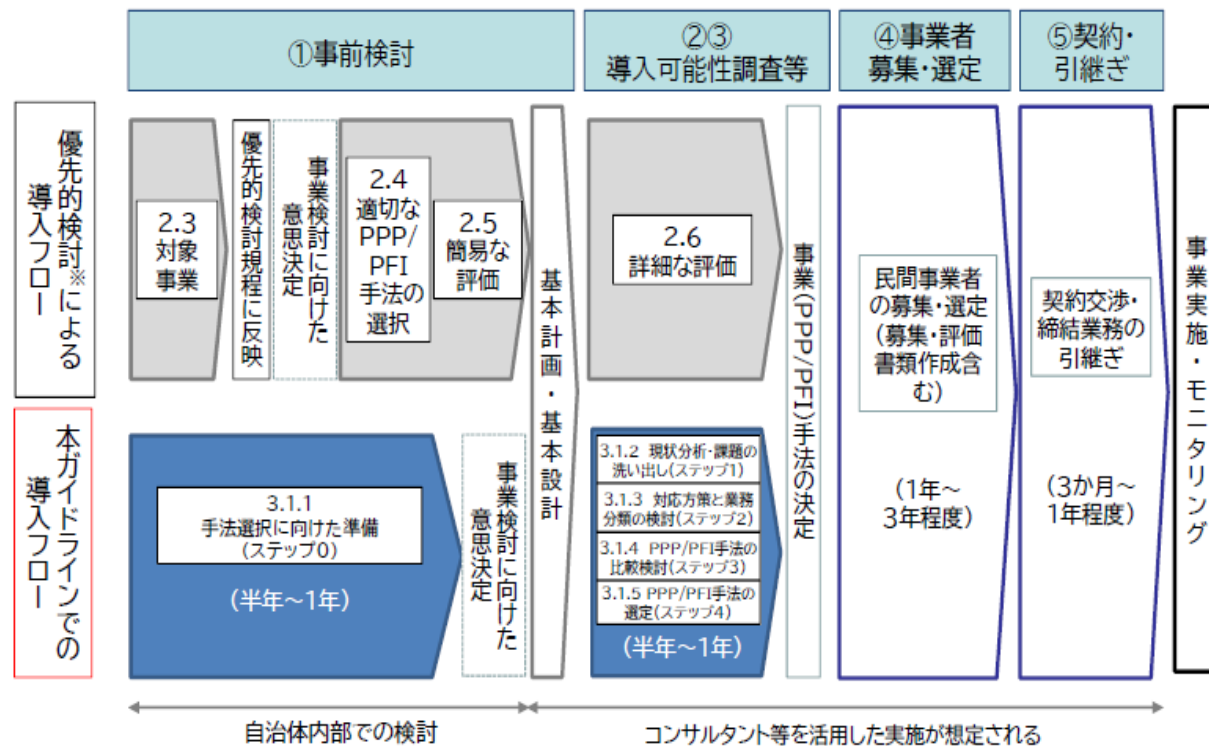 ①事前検討
②③
導入可能性調査等
④事業者
募集・選定
⑤契約・
引継ぎ
優先的検討※による
導入フロー
2.3
対象
事業
優先的検討規程に反映
事業検討に向けた
意思決定
2.4
適切な
PPP/
PFI
手法の
選択
2.5
簡易な
評価
基本計画・基本設計
2.6
詳細な評価
事業(PPP/PFI)手法の決定
民間事業者
の募集・選定
(募集・評価
書類作成含
む)
(1年～
3年程度)
契約交渉・
締結業務の
引継ぎ
(3か月～
1年程度)
事業実施・モニタリング
本ガイドラインでの
導入フロー
3.1.1
手法選択に向けた準備
(ステップ0)
(半年～1年)
事業検討に向けた
意思決定
3.1.2 現状分析・課題の
洗い出し(ステップ1)
3.1.3 対応方策と業務
分類の検討(ステップ2)
3.1.4 PPP/PFI手法の
比較検討(ステップ3)
3.1.5 PPP/PFI手法の
選定(ステップ4)
(半年～1年)
自治体内部での検討
コンサルタント等を活用した実施が想定される